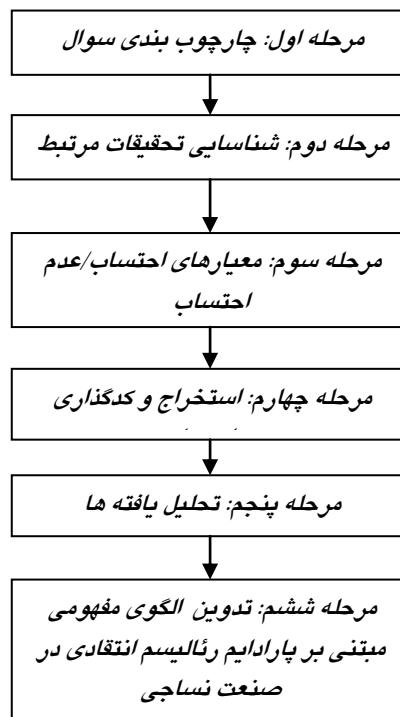 مرحله اول: چارچوب بندی سوال
مرحله دوم: شناسایی تحقیقات مرتبط
مرحله سوم: معیارهای احتساب/عدم
احتساب
مرحله چهارم: استخراج و کدگذاری
مرحله پنجم: تحلیل یافته ها
مرحله ششم: تدوین الگوی مفهومی
مبتنی بر پارادایم رئالیسم انتقادی در
صنعت نساجی